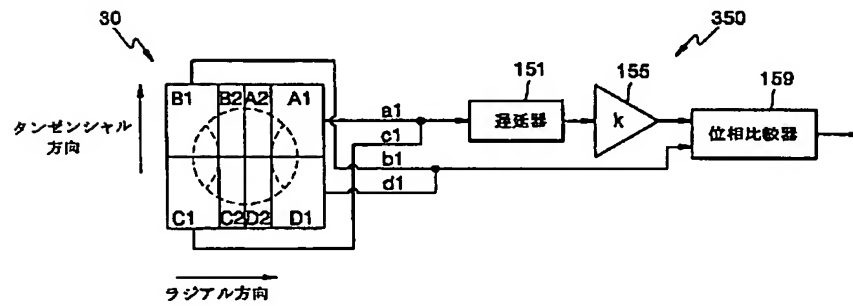 30
350
151
155
159
B1 B2 A2 A1
a1
c1
b1
d1
遅延器
k
位相比較器
タンゼンシャル
方向
C1 C2 D2 D1
ラジアル方向